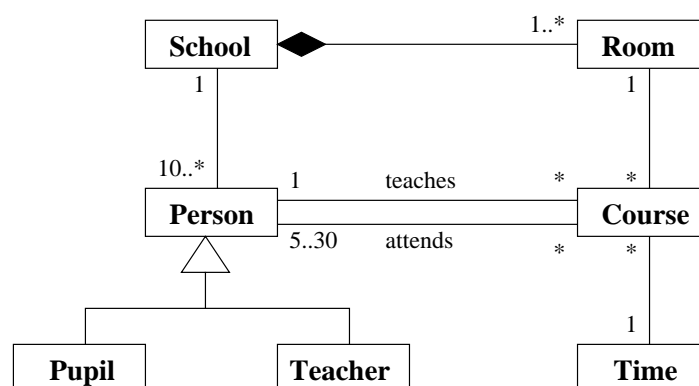 School
1..*
Room
1
1
10..*
1 teaches *
*
Person
Course
5..30 attends *
*
1
Pupil
Teacher
Time